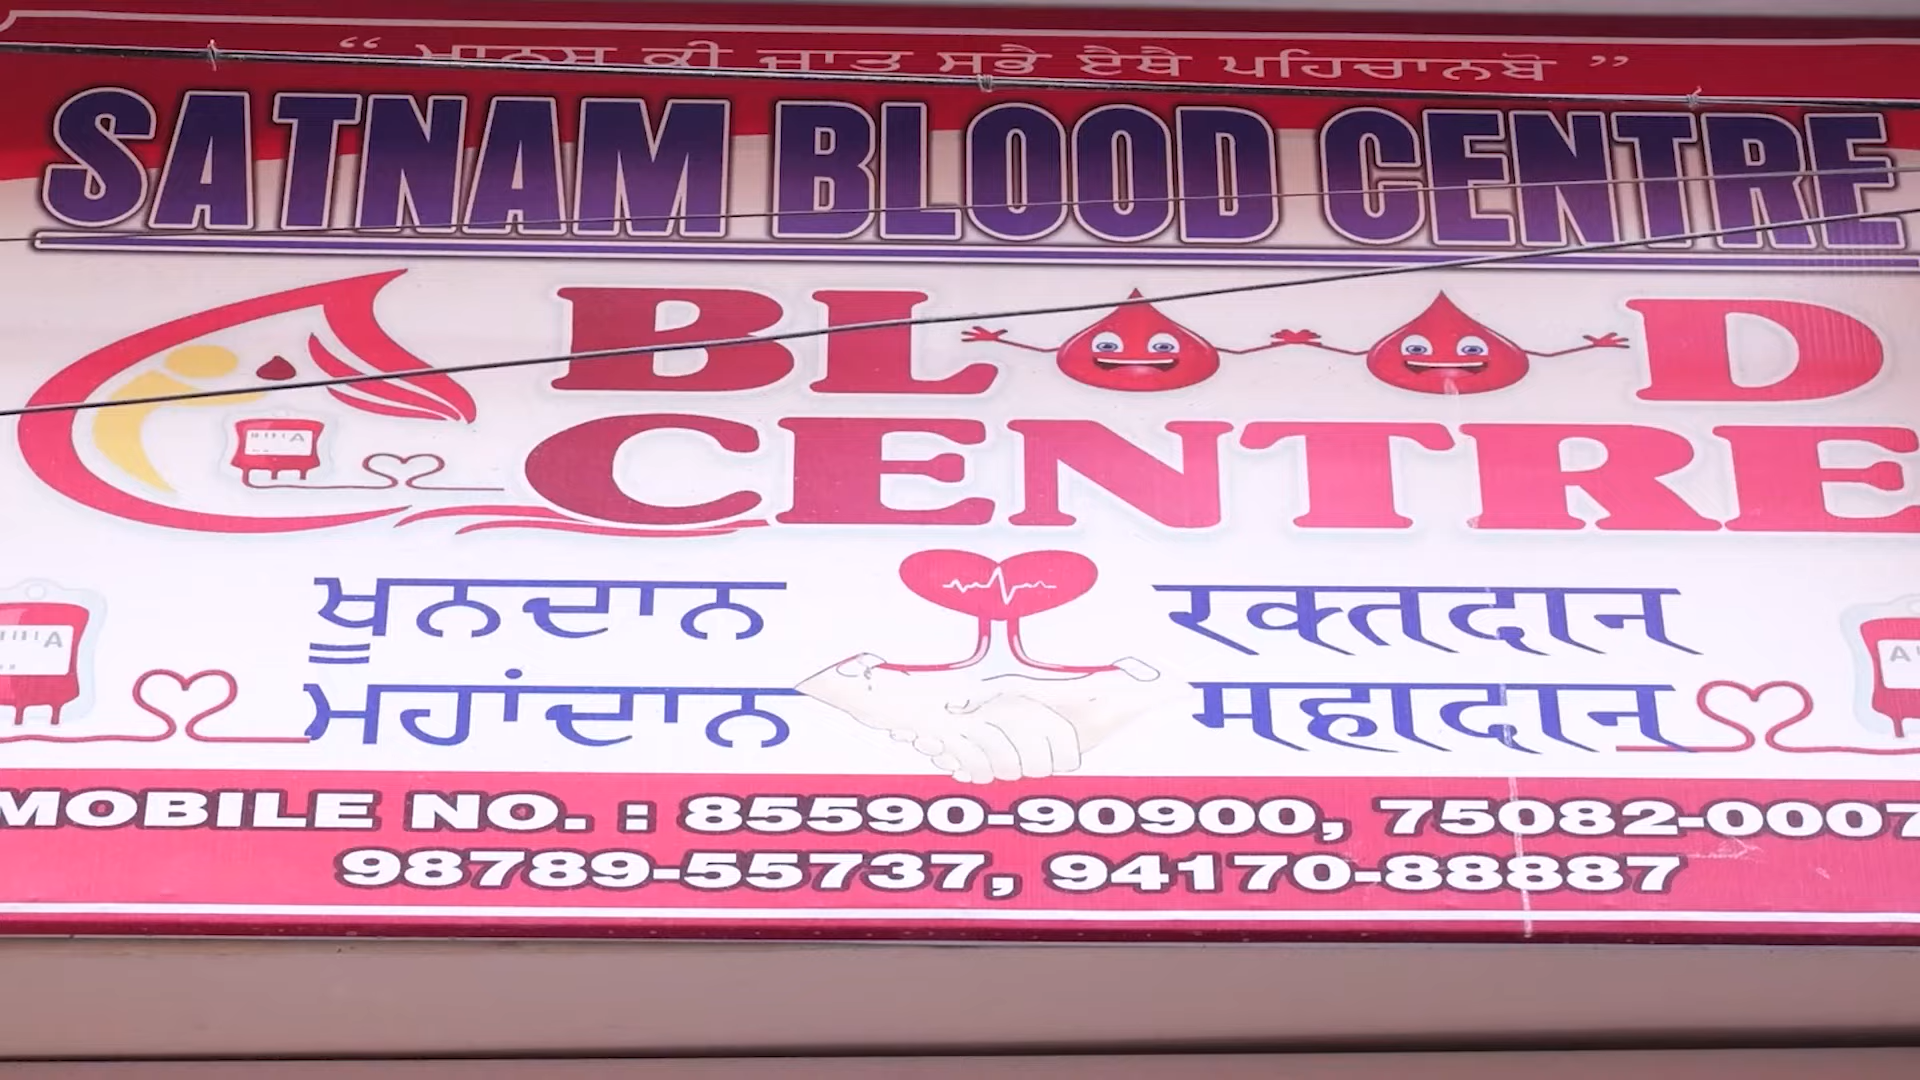 “ ਮਾਨਸ ਕੀ ਜਾਤ ਸਭੈ ਏਕੈ ਪਹਿਚਾਨਬੋ ”
SATNAM BLOOD CENTRE
BLOOD
CENTRE
ਖੂਨਦਾਨ
ਮਹਾਂਦਾਨ
रक्तदान
महादान
MOBILE NO. : 85590-90900, 75082-0007
98789-55737, 94170-88887